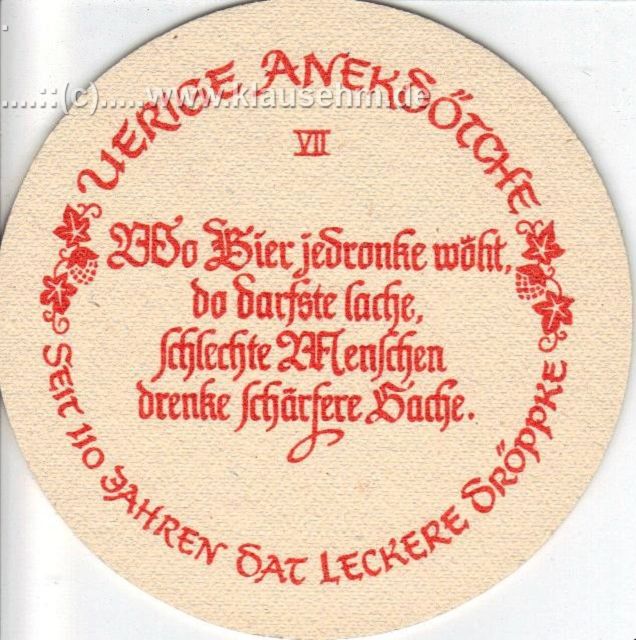 UERIGE ANEKSÖTCHE
.....::(c).....www.klausehm.de
VII
Wo Bier jedronke wöht,
do darfste lache,
schlechte Menschen
drenke schärfere Sache.
SEIT 110 JAHREN DAT LECKERE DRÖPPKE